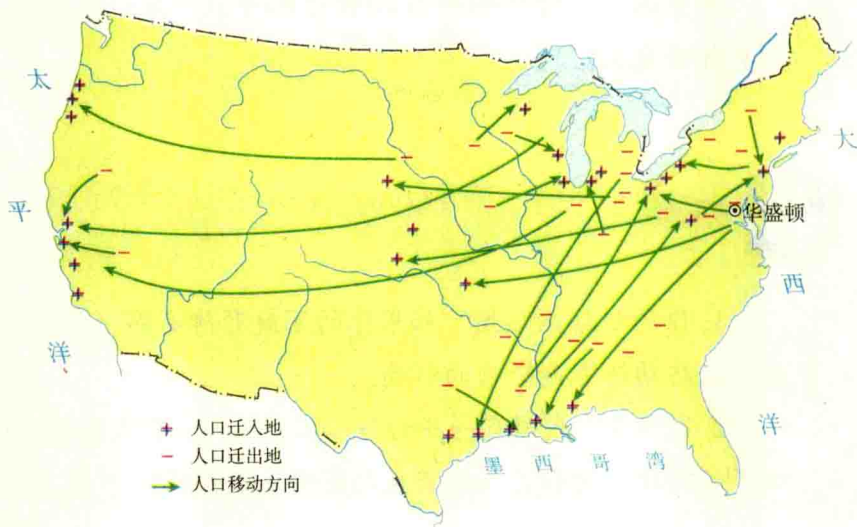 太
平
洋
大
西
洋
华盛顿
墨西哥湾
+ 人口迁入地
− 人口迁出地
→ 人口移动方向